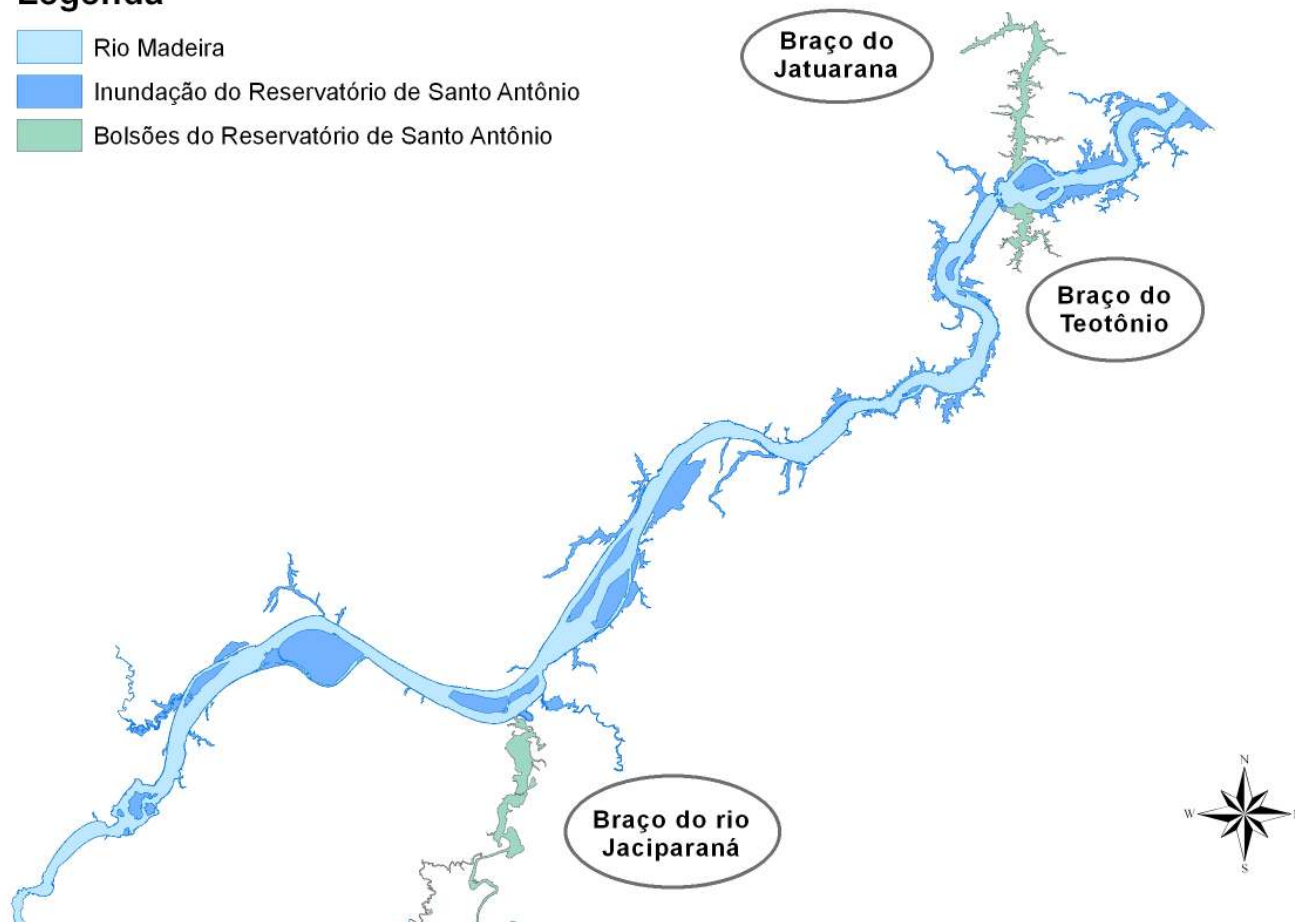 Legenda
Rio Madeira
Inundação do Reservatório de Santo Antônio
Bolsões do Reservatório de Santo Antônio
Braço do
Jatuarana
Braço do
Teotônio
Braço do rio
Jaciparaná
N
W
S